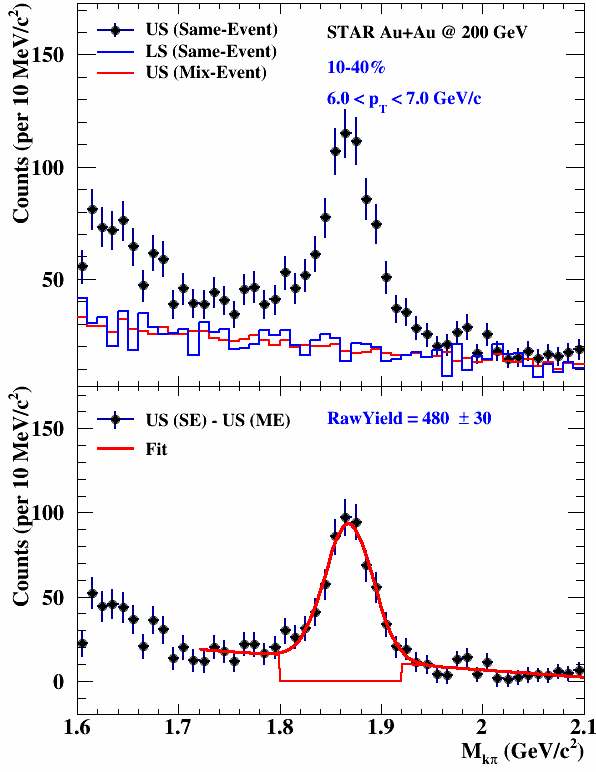 US (Same-Event)
LS (Same-Event)
US (Mix-Event)
STAR Au+Au @ 200 GeV
10-40%
6.0 < p_T < 7.0 GeV/c
Counts (per 10 MeV/c²)
150
100
50
US (SE) - US (ME)
Fit
RawYield = 480 ± 30
Counts (per 10 MeV/c²)
150
100
50
0
1.6 1.7 1.8 1.9 2 2.1
M_kπ (GeV/c²)